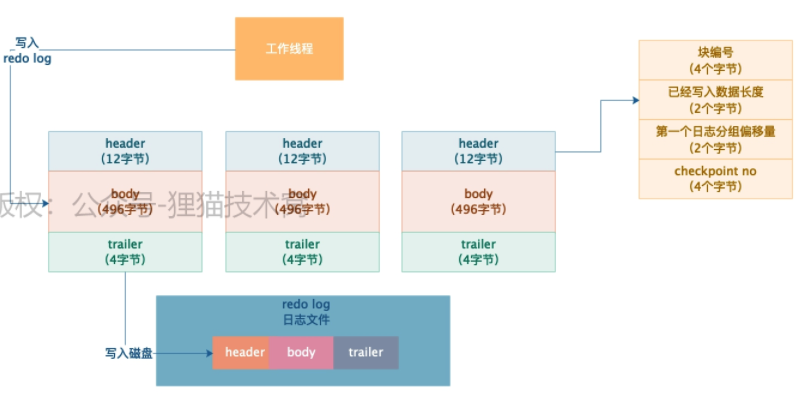 写入
redo log
工作线程
块编号
(4个字节)
已经写入数据长度
(2个字节)
第一个日志分组偏移量
(2个字节)
checkpoint no
(4个字节)
header
(12字节)
body
(496字节)
trailer
(4字节)
header
(12字节)
body
(496字节)
trailer
(4字节)
header
(12字节)
body
(496字节)
trailer
(4字节)
版权：公众号-狸猫技术窝
写入磁盘
redo log
日志文件
header
body
trailer